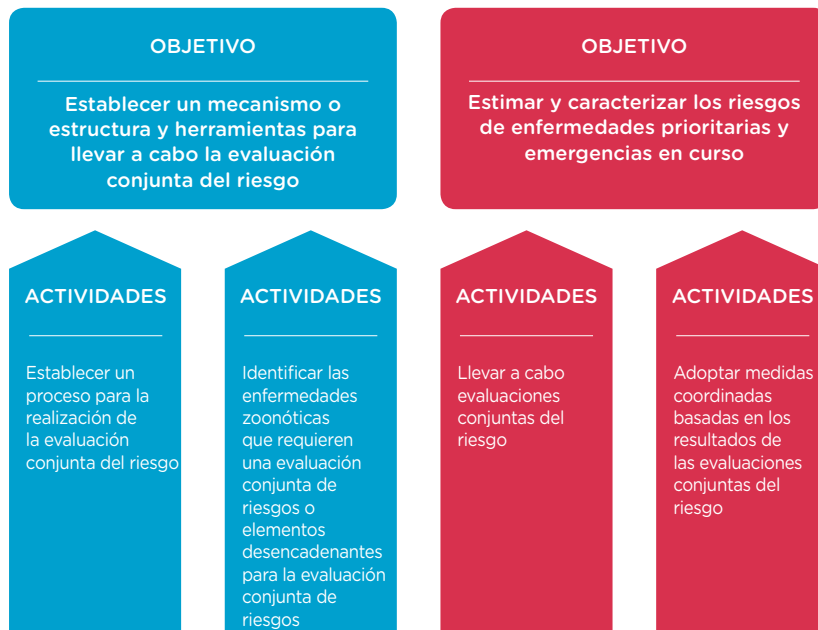 OBJETIVO
Establecer un mecanismo o
estructura y herramientas para
llevar a cabo la evaluación
conjunta del riesgo
OBJETIVO
Estimar y caracterizar los riesgos
de enfermedades prioritarias y
emergencias en curso
ACTIVIDADES
Establecer un
proceso para la
realización de
la evaluación
conjunta del riesgo
ACTIVIDADES
Identificar las
enfermedades
zoonóticas
que requieren
una evaluación
conjunta de
riesgos o
elementos
desencadenantes
para la evaluación
conjunta de
riesgos
ACTIVIDADES
Llevar a cabo
evaluaciones
conjuntas del
riesgo
ACTIVIDADES
Adoptar medidas
coordinadas
basadas en los
resultados de
las evaluaciones
conjuntas del
riesgo